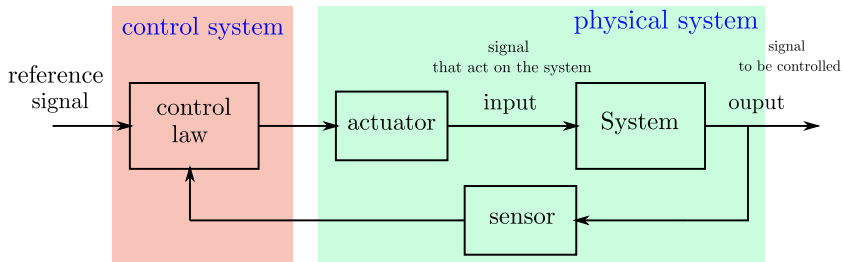 control system
physical system
signal
that act on the system
signal
to be controlled
reference
signal
control
law
actuator
input
System
ouput
sensor